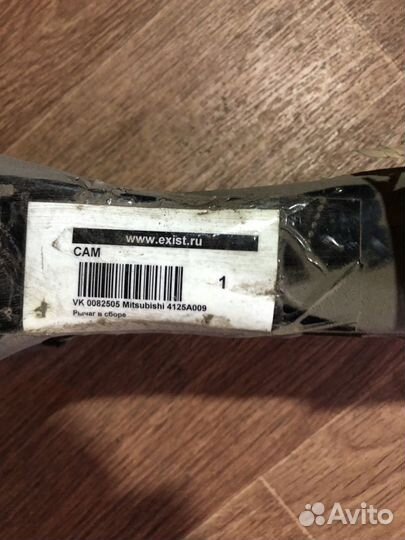 www.exist.ru
CAM
1
VK 0082505 Mitsubishi 4125A009
Рычаг в сборе
Avito